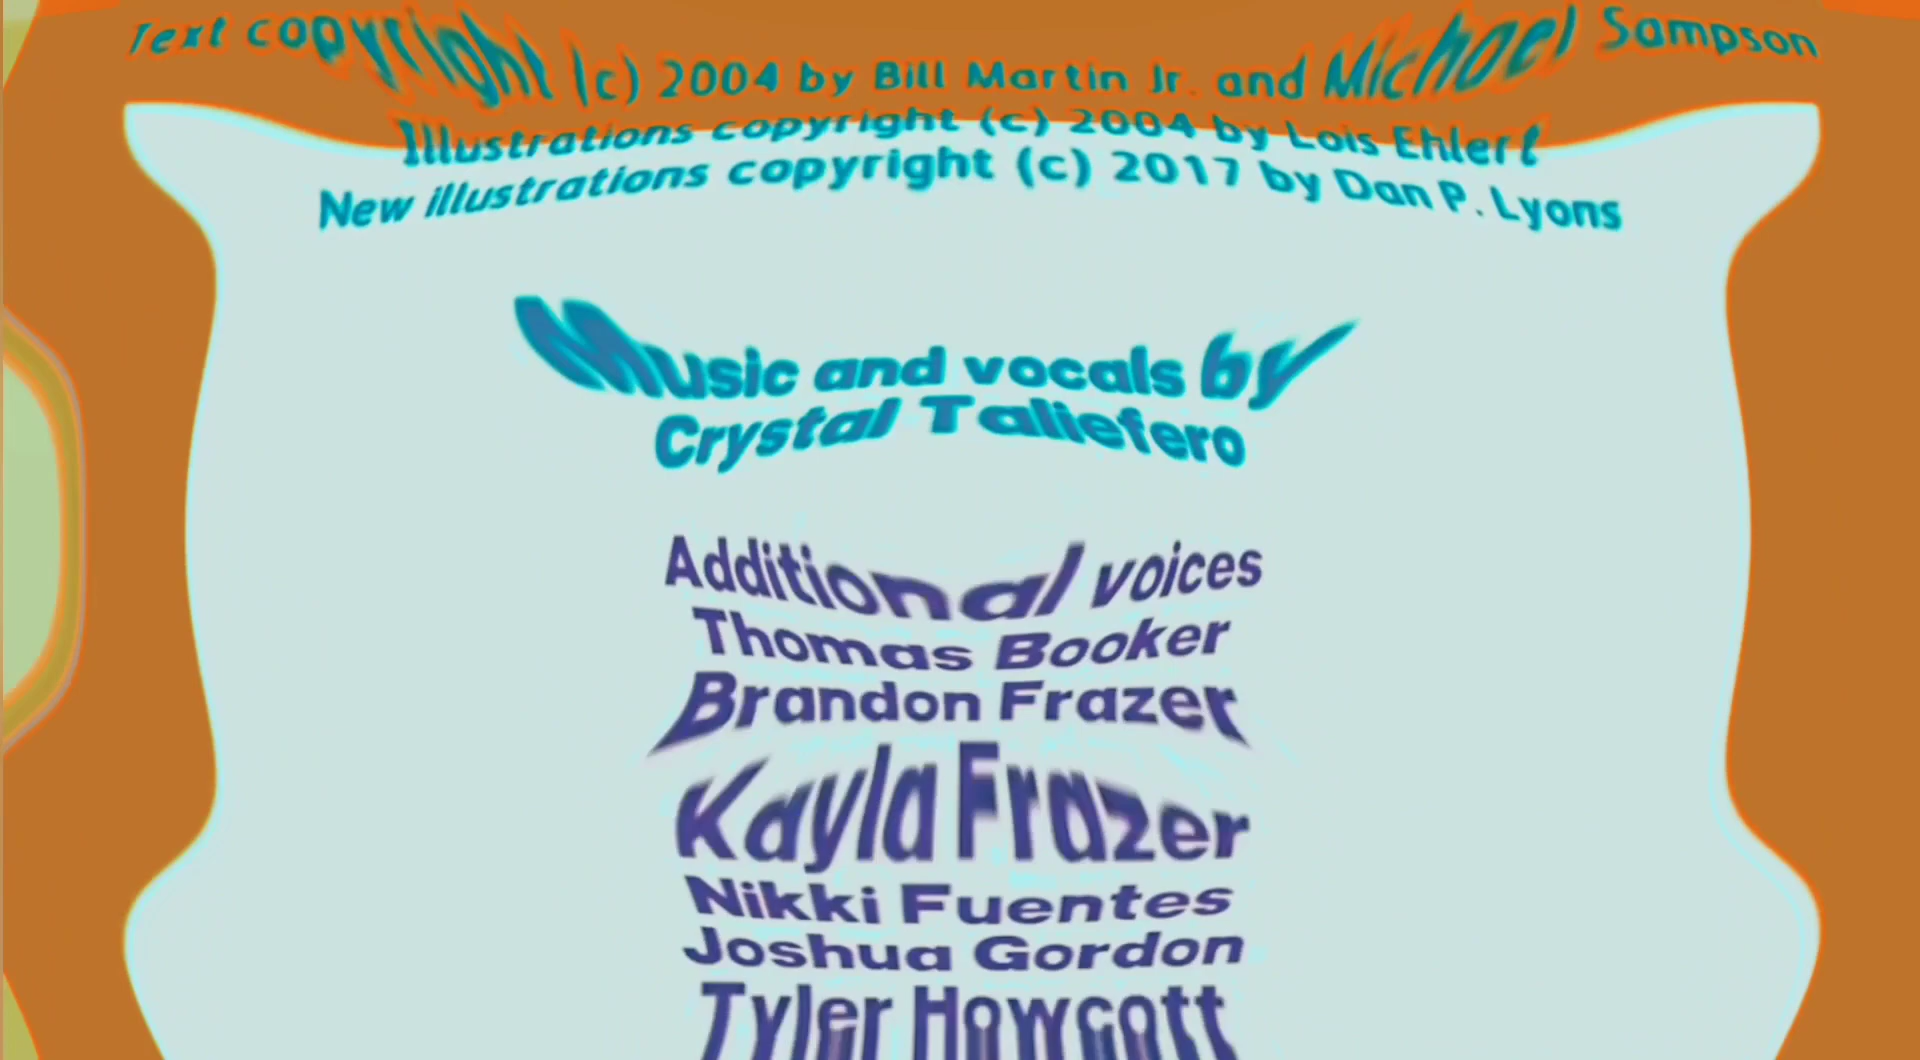 Text copyright (c) 2004 by Bill Martin Jr. and Michael Sampson
Illustrations copyright (c) 2004 by Lois Ehlert
New illustrations copyright (c) 2017 by Dan P. Lyons
Music and vocals by
Crystal Taliefero
Additional voices
Thomas Booker
Brandon Frazer
Kayla Frazer
Nikki Fuentes
Joshua Gordon
Tyler Howcott